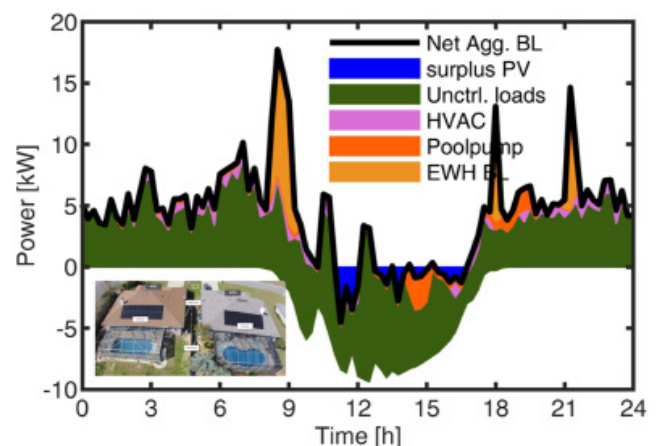 20
15
10
5
0
-5
-10
Power [kW]
Net Agg. BL
surplus PV
Unctrl. loads
HVAC
Poolpump
EWH BL
0 3 6 9 12 15 18 21 24
Time [h]